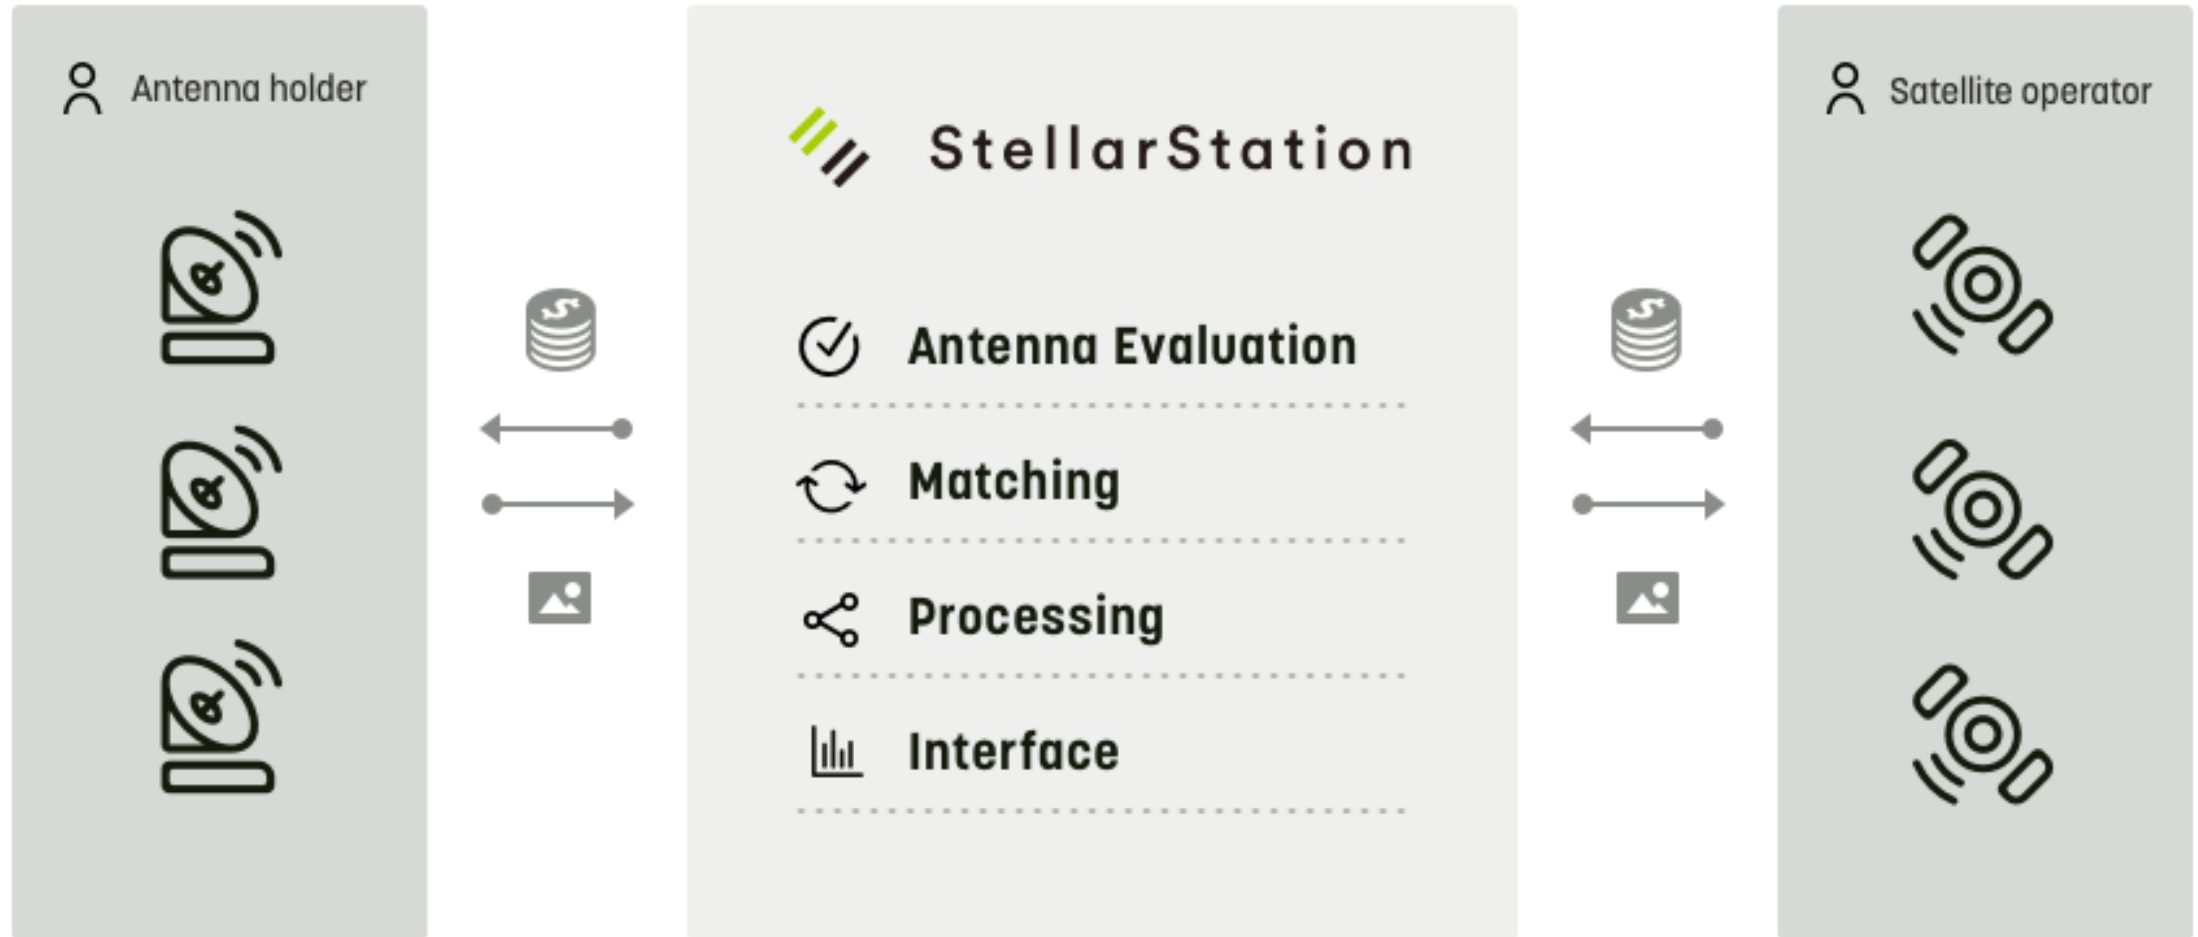 Antenna holder
StellarStation
Antenna Evaluation
Matching
Processing
Interface
Satellite operator